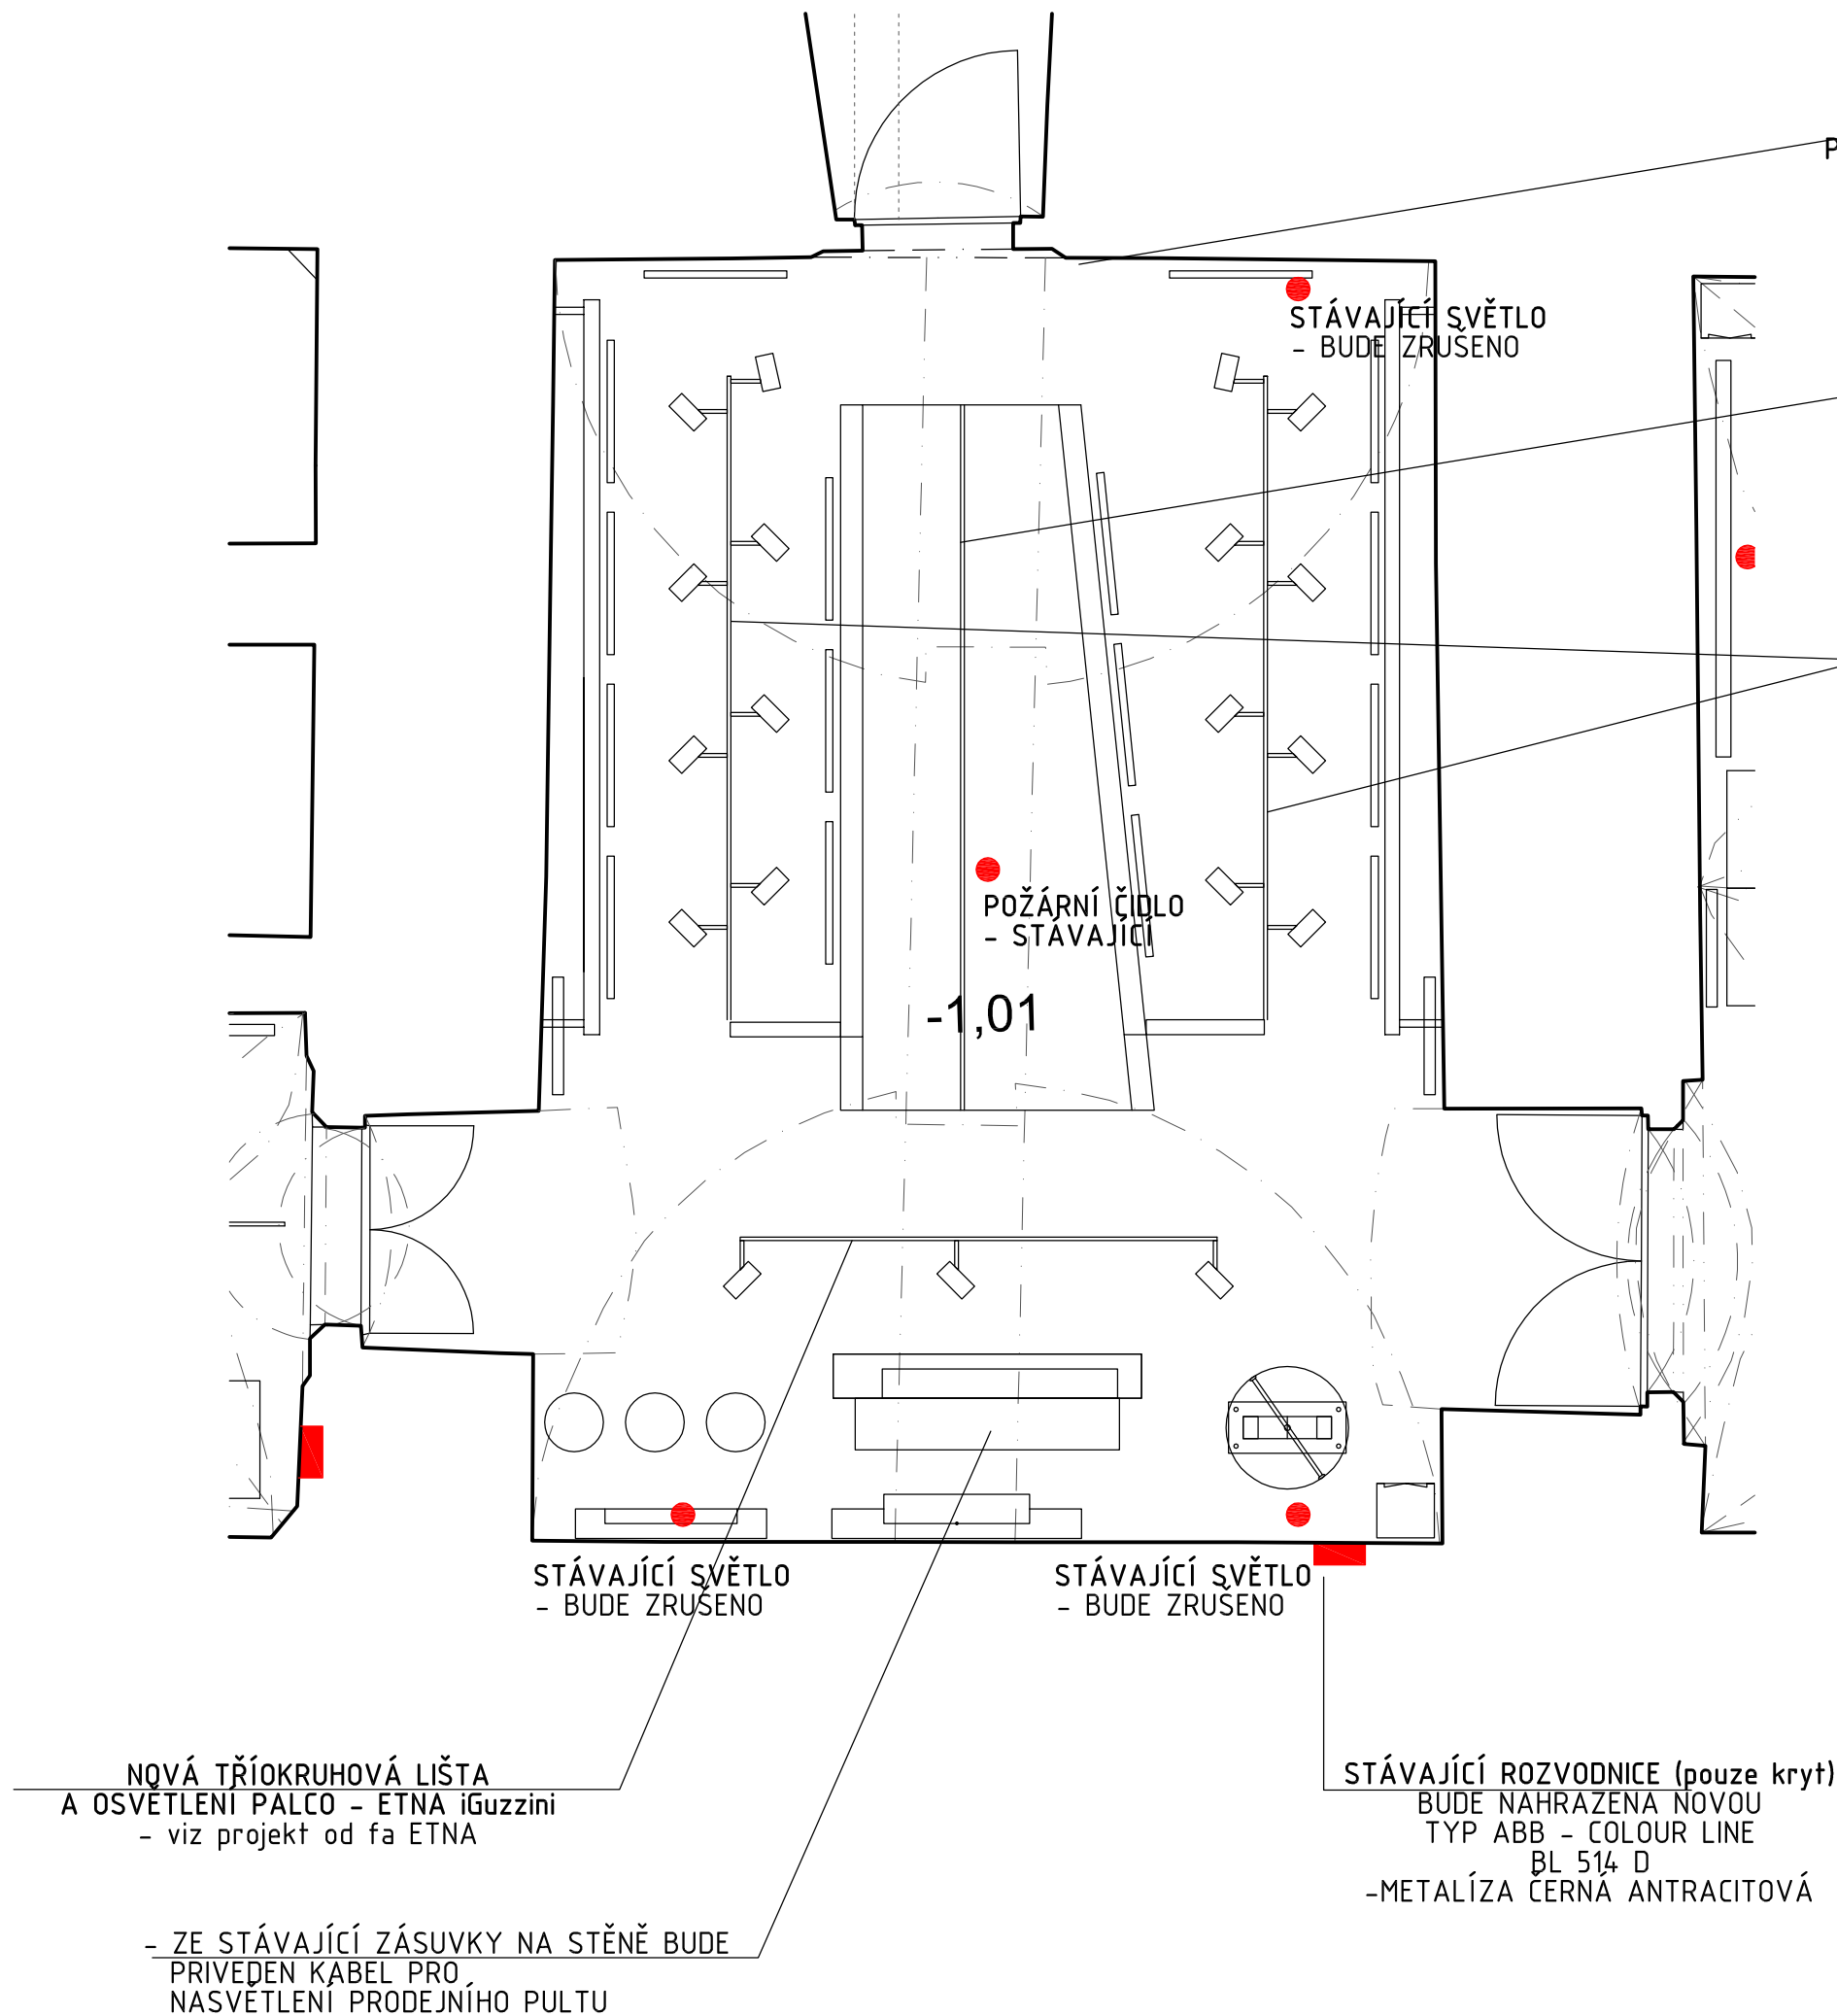 P
STÁVAJÍCÍ SVĚTLO
- BUDE ZRUŠENO
POŽÁRNÍ ČIDLO
- STÁVAJÍCÍ
-1,01
STÁVAJÍCÍ SVĚTLO
- BUDE ZRUŠENO
STÁVAJÍCÍ SVĚTLO
- BUDE ZRUŠENO
NOVÁ TŘÍOKRUHOVÁ LIŠTA
A OSVĚTLENÍ PALCO - ETNA iGuzzini
- viz projekt od fa ETNA
STÁVAJÍCÍ ROZVODNICE (pouze kryt)
BUDE NAHRAZENA NOVOU
TYP ABB - COLOUR LINE
BL 514 D
-METALÍZA ČERNÁ ANTRACITOVÁ
- ZE STÁVAJÍCÍ ZÁSUVKY NA STĚNĚ BUDE
PRIVEDEN KABEL PRO
NASVĚTLENÍ PRODEJNÍHO PULTU